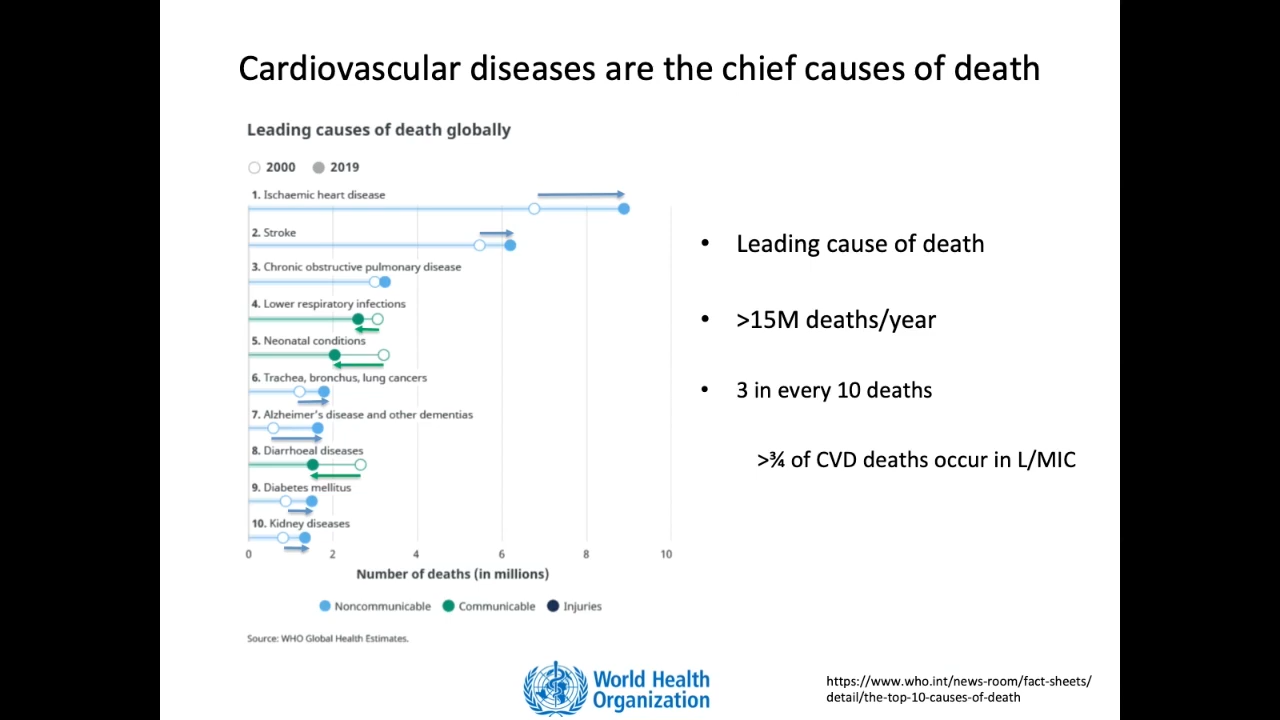 Cardiovascular diseases are the chief causes of death
Leading causes of death globally
2000 2019
1. Ischaemic heart disease
2. Stroke
3. Chronic obstructive pulmonary disease
4. Lower respiratory infections
5. Neonatal conditions
6. Trachea, bronchus, lung cancers
7. Alzheimer's disease and other dementias
8. Diarrhoeal diseases
9. Diabetes mellitus
10. Kidney diseases
0 2 4 6 8 10
Number of deaths (in millions)
Noncommunicable Communicable Injuries
Source: WHO Global Health Estimates.
• Leading cause of death
• >15M deaths/year
• 3 in every 10 deaths
>¾ of CVD deaths occur in L/MIC
World Health
Organization
https://www.who.int/news-room/fact-sheets/
detail/the-top-10-causes-of-death